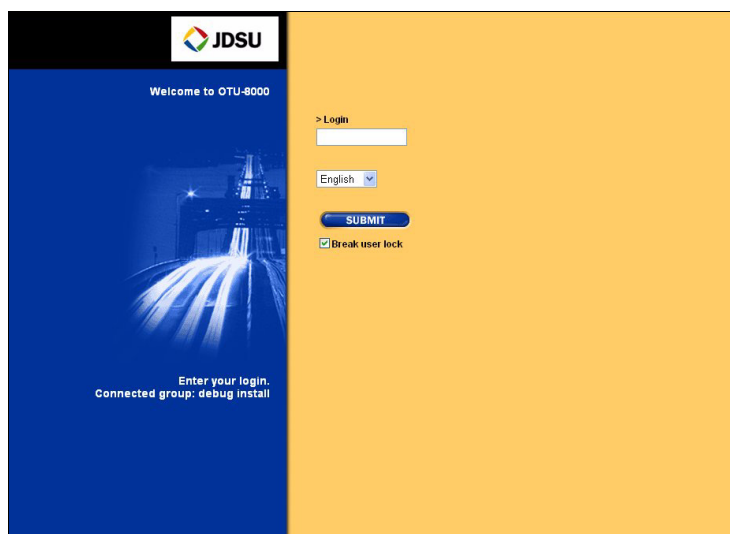 JDSU
Welcome to OTU-8000
Enter your login.
Connected group: debug install
> Login
English
SUBMIT
Break user lock